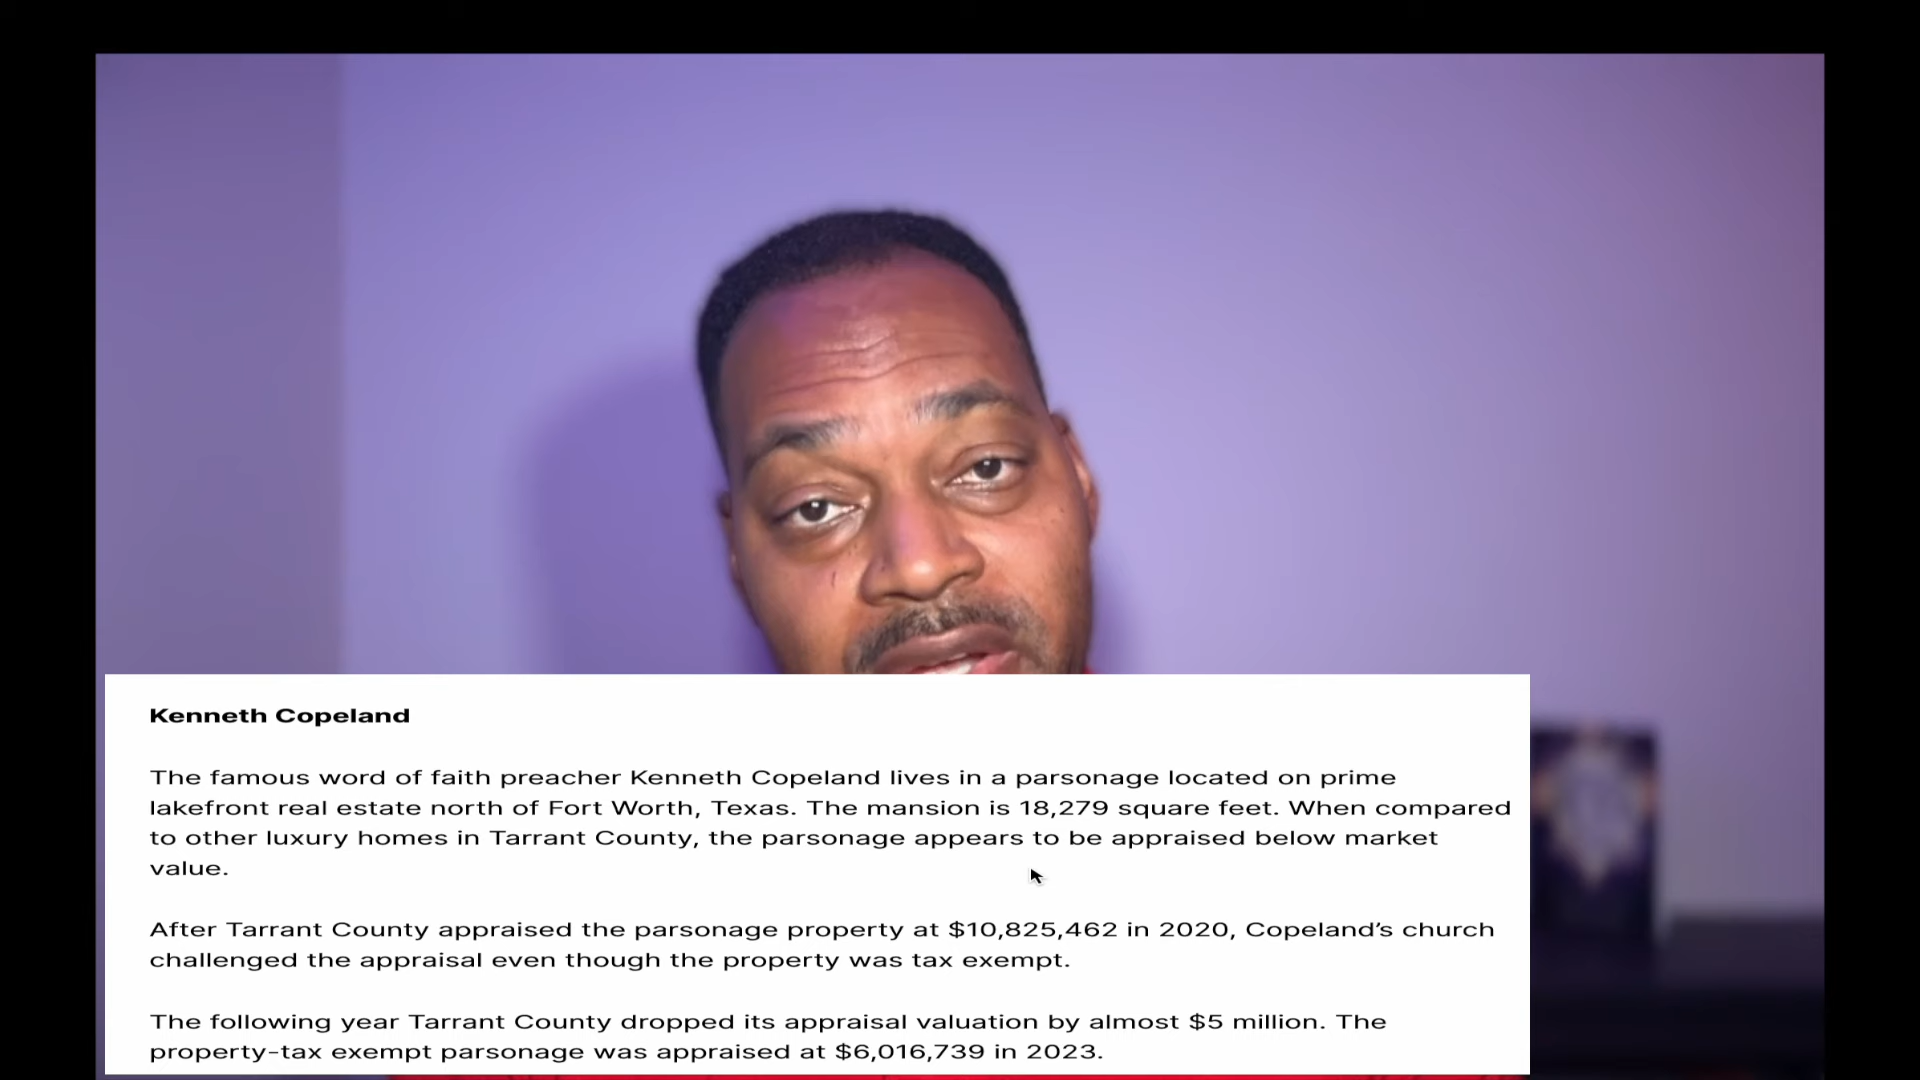 Kenneth Copeland
The famous word of faith preacher Kenneth Copeland lives in a parsonage located on prime
lakefront real estate north of Fort Worth, Texas. The mansion is 18,279 square feet. When compared
to other luxury homes in Tarrant County, the parsonage appears to be appraised below market
value.
After Tarrant County appraised the parsonage property at $10,825,462 in 2020, Copeland’s church
challenged the appraisal even though the property was tax exempt.
The following year Tarrant County dropped its appraisal valuation by almost $5 million. The
property-tax exempt parsonage was appraised at $6,016,739 in 2023.